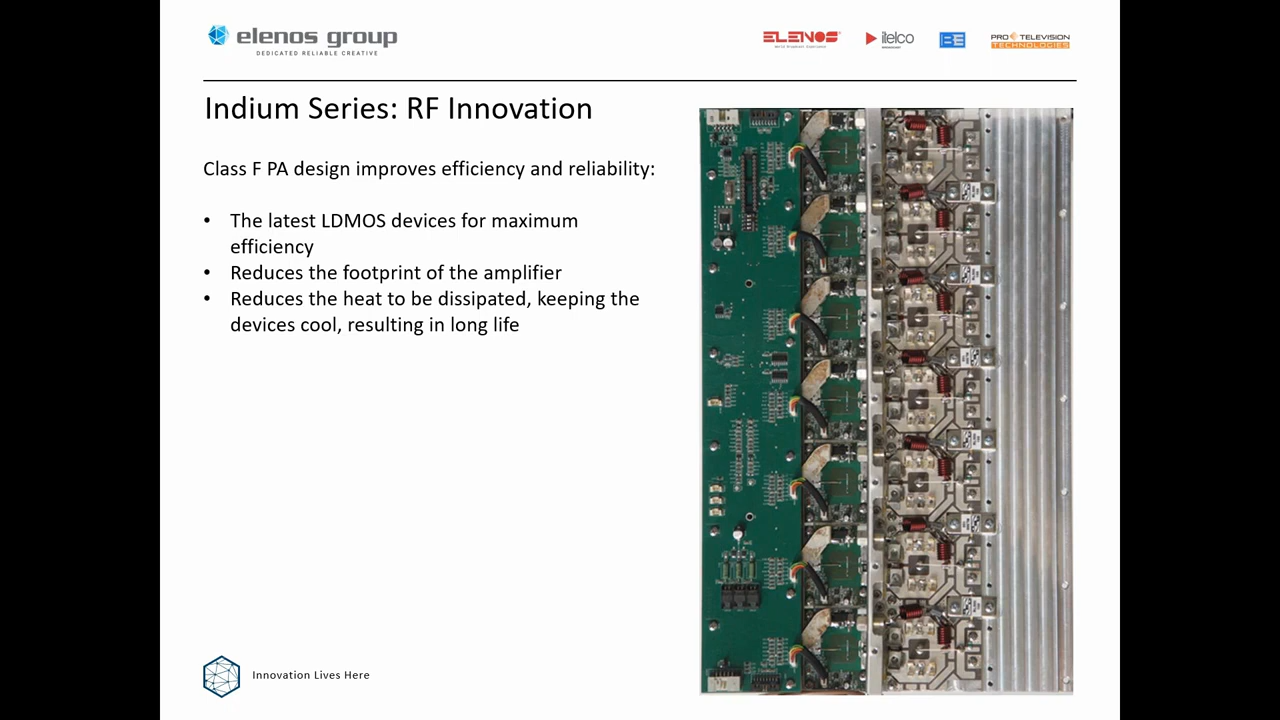 elenos group
DEDICATED RELIABLE CREATIVE
ELENOS
itelco
BE
PRO TELEVISION
TECHNOLOGIES
Indium Series: RF Innovation
Class F PA design improves efficiency and reliability:
• The latest LDMOS devices for maximum
efficiency
• Reduces the footprint of the amplifier
• Reduces the heat to be dissipated, keeping the
devices cool, resulting in long life
Innovation Lives Here